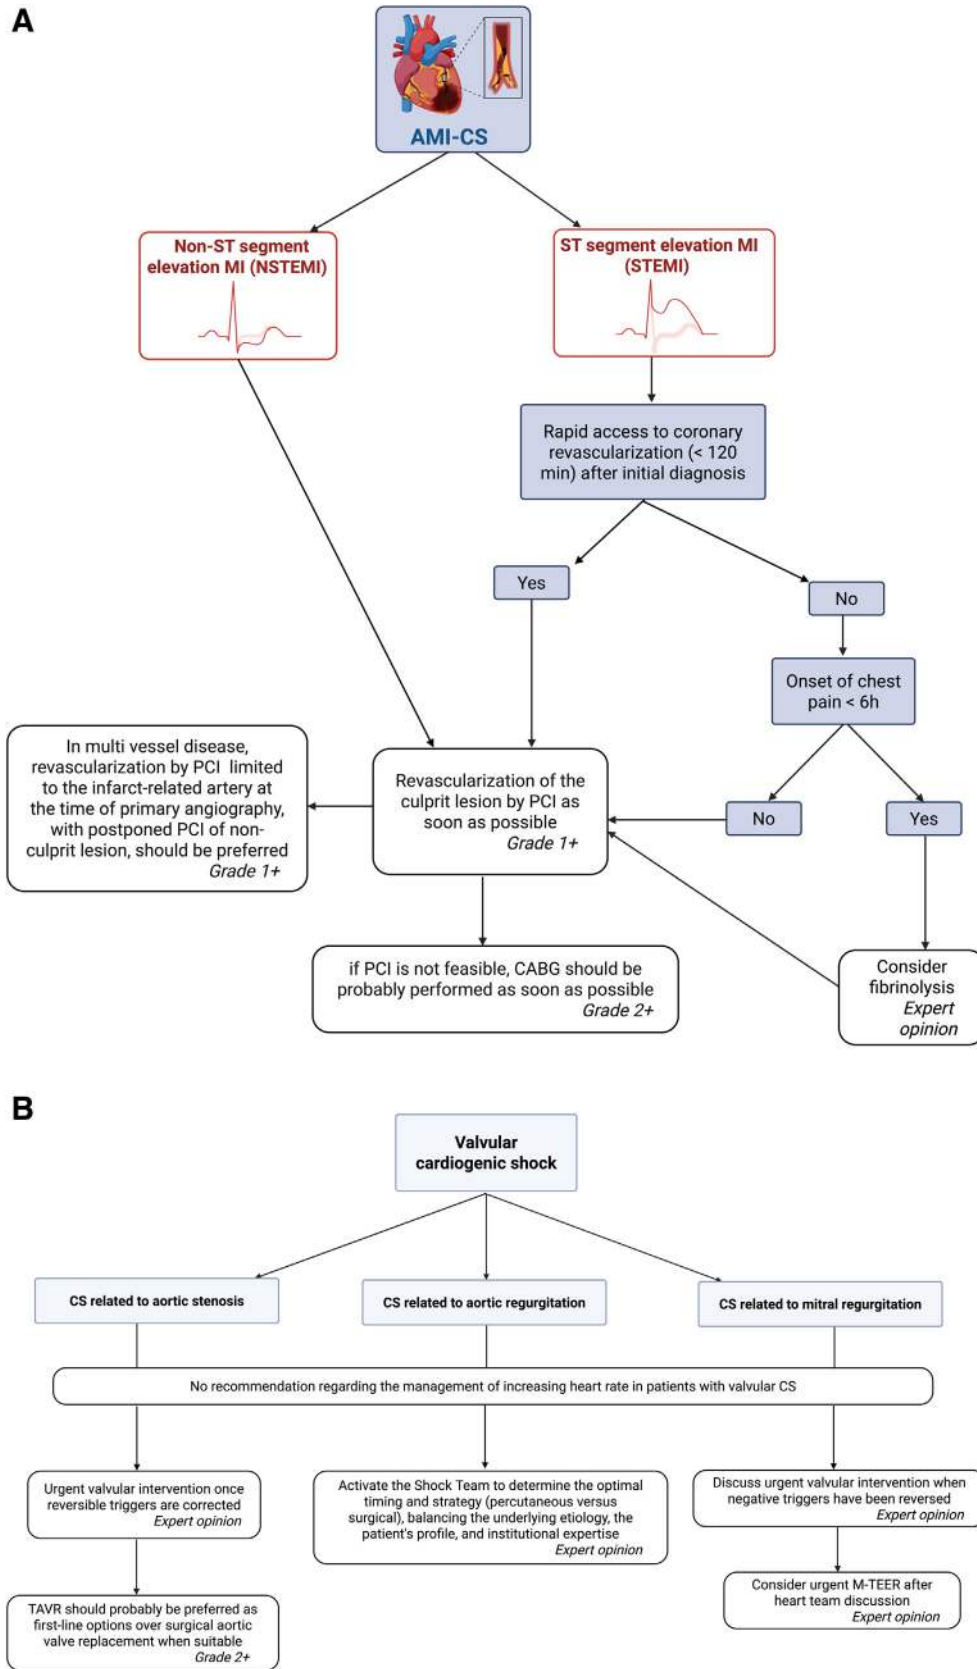 A
AMI-CS
Non-ST segment
elevation MI (NSTEMI)
ST segment elevation MI
(STEMI)
Rapid access to coronary
revascularization (< 120
min) after initial diagnosis
Yes
No
Onset of chest
pain < 6h
In multi vessel disease,
revascularization by PCI limited
to the infarct-related artery at
the time of primary angiography,
with postponed PCI of non-
culprit lesion, should be preferred
Grade 1+
Revascularization of the
culprit lesion by PCI as
soon as possible
Grade 1+
No
Yes
if PCI is not feasible, CABG should be
probably performed as soon as possible
Grade 2+
Consider
fibrinolysis
Expert
opinion
B
Valvular
cardiogenic shock
CS related to aortic stenosis
CS related to aortic regurgitation
CS related to mitral regurgitation
No recommendation regarding the management of increasing heart rate in patients with valvular CS
Urgent valvular intervention once
reversible triggers are corrected
Expert opinion
Activate the Shock Team to determine the optimal
timing and strategy (percutaneous versus
surgical), balancing the underlying etiology, the
patient's profile, and institutional expertise
Expert opinion
Discuss urgent valvular intervention when
negative triggers have been reversed
Expert opinion
TAVR should probably be preferred as
first-line options over surgical aortic
valve replacement when suitable
Grade 2+
Consider urgent M-TEER after
heart team discussion
Expert opinion